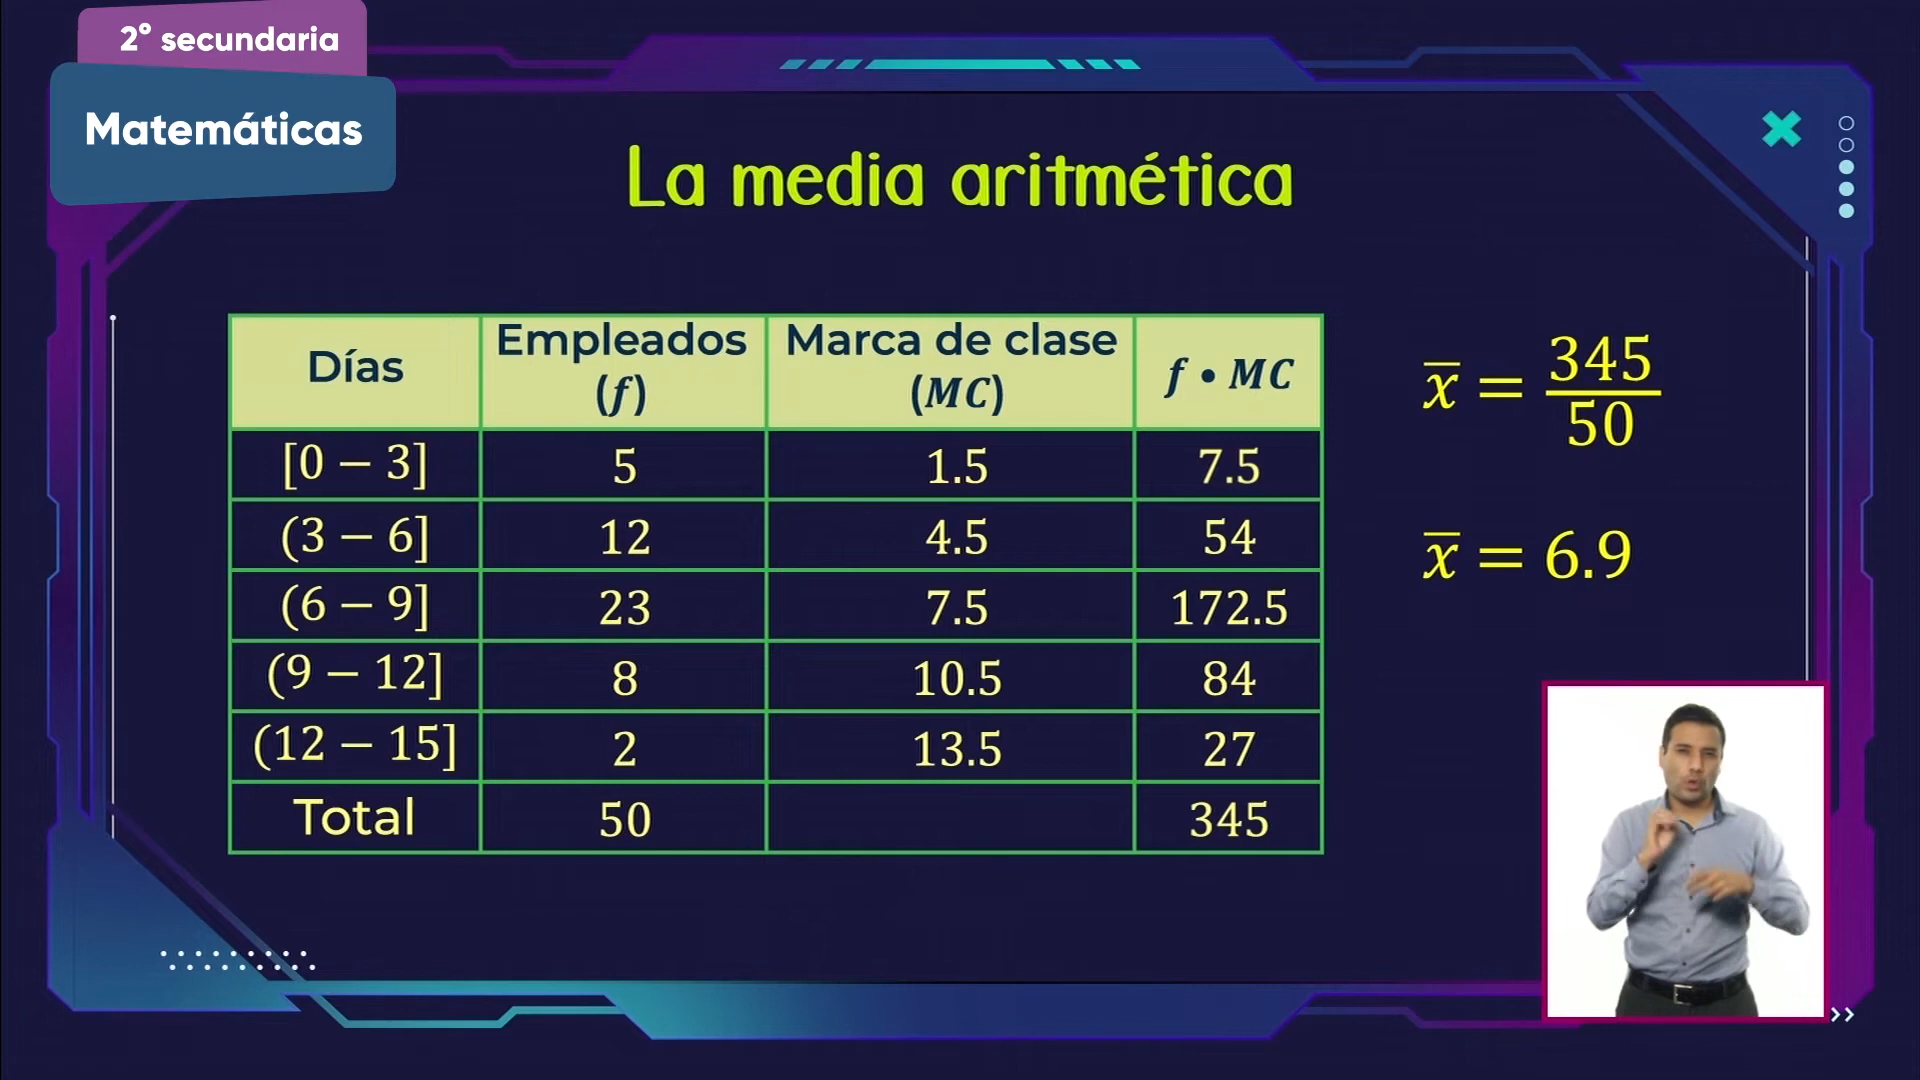 2° secundaria
Matemáticas
La media aritmética
Días
Empleados
(f)
Marca de clase
(MC)
f • MC
[0 − 3] 5 1.5 7.5
(3 − 6] 12 4.5 54
(6 − 9] 23 7.5 172.5
(9 − 12] 8 10.5 84
(12 − 15] 2 13.5 27
Total 50 345
x̅ = 345/50
x̅ = 6.9